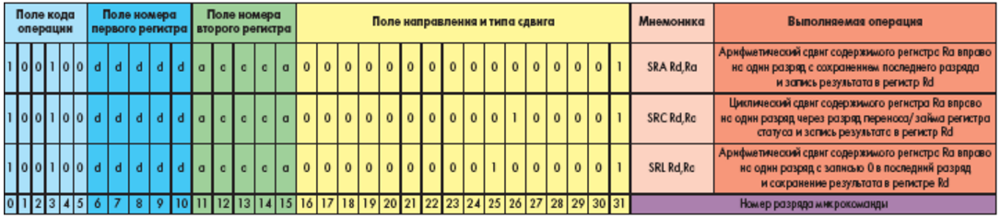 Поле кода
операции
Поле номера
первого регистра
Поле номера
второго регистра
Поле направления и типа сдвига
Мнемоника
Выполняемая операция
1 0 0 1 0 0 d d d d d a a a a a 0 0 0 0 0 0 0 0 0 0 0 0 0 0 0 1
SRA Rd,Ra
Арифметический сдвиг содержимого регистра Ra вправо
на один разряд с сохранением последнего разряда
и запись результата в регистр Rd
1 0 0 1 0 0 d d d d d a a a a a 0 0 0 0 0 0 0 0 0 0 1 0 0 0 0 1
SRC Rd,Ra
Циклический сдвиг содержимого регистра Ra вправо
на один разряд через разряд переноса/займа регистра
статуса и запись результата в регистр Rd
1 0 0 1 0 0 d d d d d a a a a a 0 0 0 0 0 0 0 0 0 1 0 0 0 0 0 1
SRL Rd,Ra
Арифметический сдвиг содержимого регистра Ra вправо
на один разряд с записью 0 в последний разряд
и сохранение результата в регистре Rd
0 1 2 3 4 5 6 7 8 9 10 11 12 13 14 15 16 17 18 19 20 21 22 23 24 25 26 27 28 29 30 31
Номер разряда микрокоманды